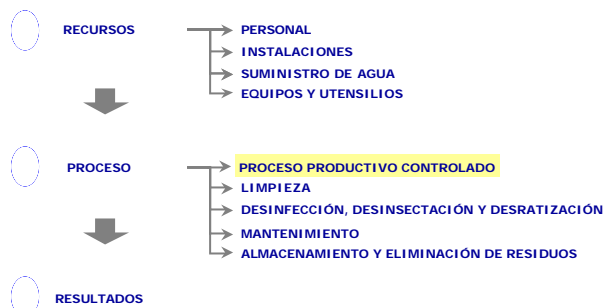 RECURSOS
PERSONAL
INSTALACIONES
SUMINISTRO DE AGUA
EQUIPOS Y UTENSILIOS
PROCESO
PROCESO PRODUCTIVO CONTROLADO
LIMPIEZA
DESINFECCIÓN, DESINSECTACIÓN Y DESRATIZACIÓN
MANTENIMIENTO
ALMACENAMIENTO Y ELIMINACIÓN DE RESIDUOS
RESULTADOS